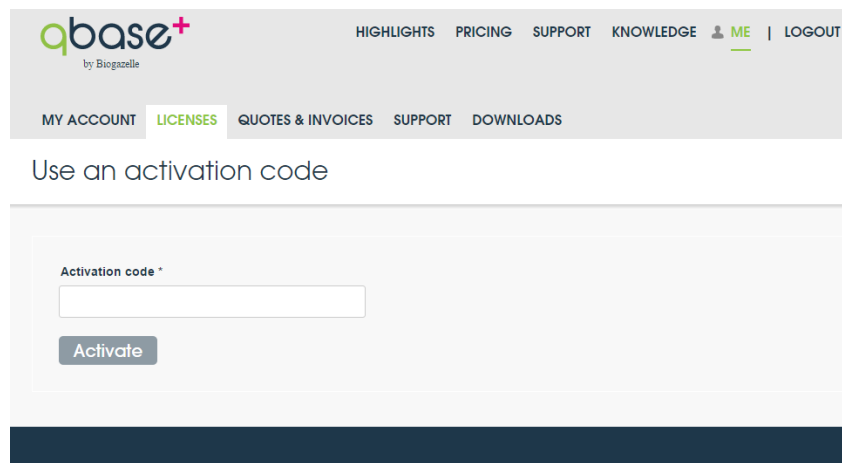 qbase+
by Biogazelle
HIGHLIGHTS PRICING SUPPORT KNOWLEDGE ME | LOGOUT
MY ACCOUNT LICENSES QUOTES & INVOICES SUPPORT DOWNLOADS
Use an activation code
Activation code *
Activate